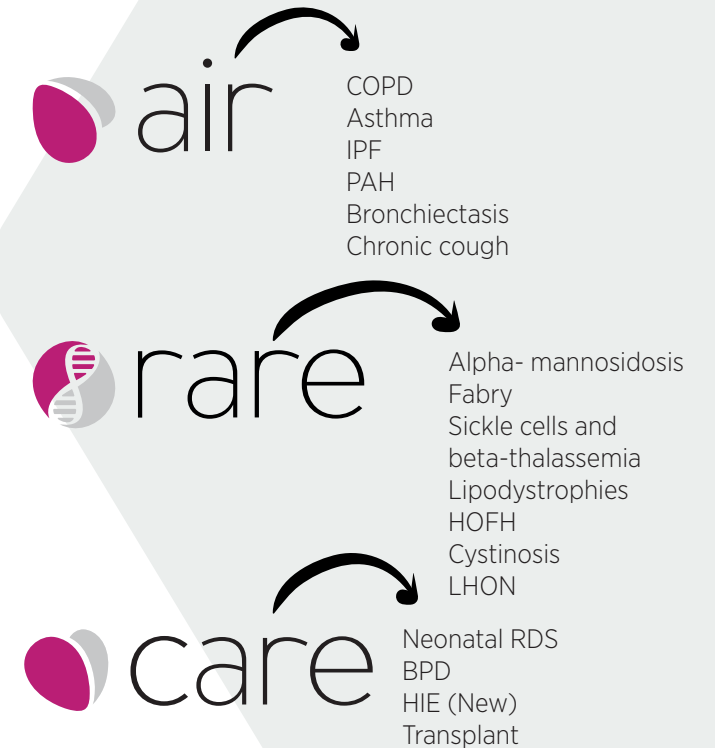 air
COPD
Asthma
IPF
PAH
Bronchiectasis
Chronic cough
rare
Alpha- mannosidosis
Fabry
Sickle cells and
beta-thalassemia
Lipodystrophies
HOFH
Cystinosis
LHON
care
Neonatal RDS
BPD
HIE (New)
Transplant